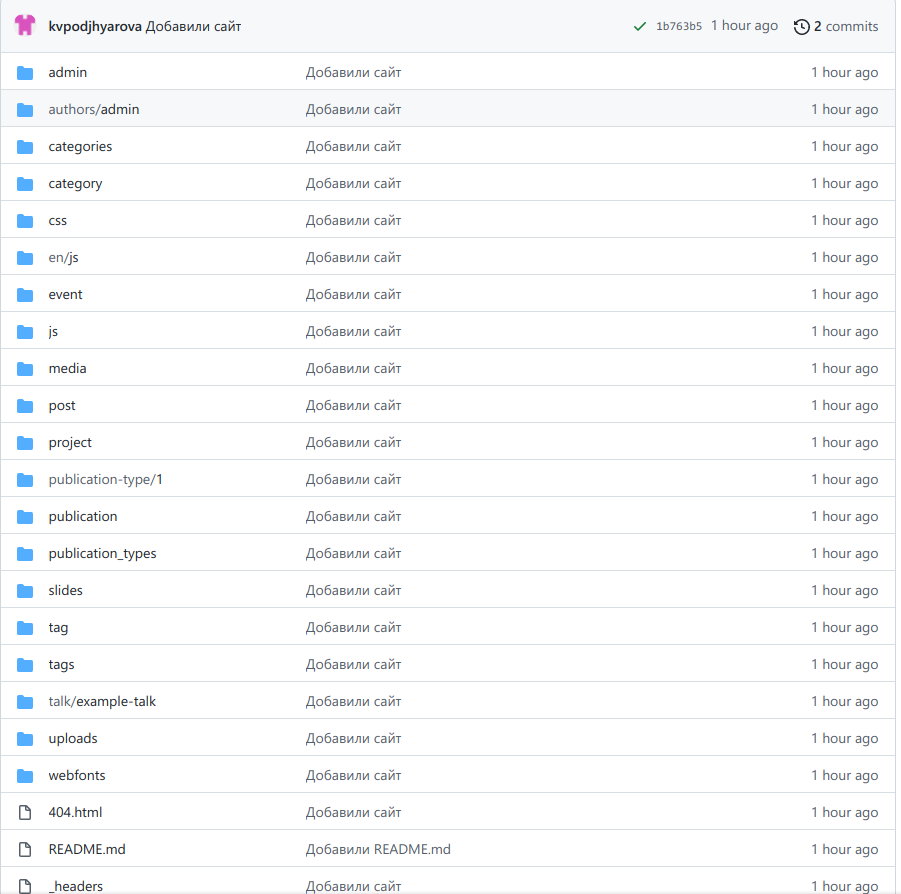 kvpodjhyarova Добавили сайт 1b763b5 1 hour ago 2 commits
admin Добавили сайт 1 hour ago
authors/admin Добавили сайт 1 hour ago
categories Добавили сайт 1 hour ago
category Добавили сайт 1 hour ago
css Добавили сайт 1 hour ago
en/js Добавили сайт 1 hour ago
event Добавили сайт 1 hour ago
js Добавили сайт 1 hour ago
media Добавили сайт 1 hour ago
post Добавили сайт 1 hour ago
project Добавили сайт 1 hour ago
publication-type/1 Добавили сайт 1 hour ago
publication Добавили сайт 1 hour ago
publication_types Добавили сайт 1 hour ago
slides Добавили сайт 1 hour ago
tag Добавили сайт 1 hour ago
tags Добавили сайт 1 hour ago
talk/example-talk Добавили сайт 1 hour ago
uploads Добавили сайт 1 hour ago
webfonts Добавили сайт 1 hour ago
404.html Добавили сайт 1 hour ago
README.md Добавили README.md 1 hour ago
_headers Добавили сайт 1 hour ago